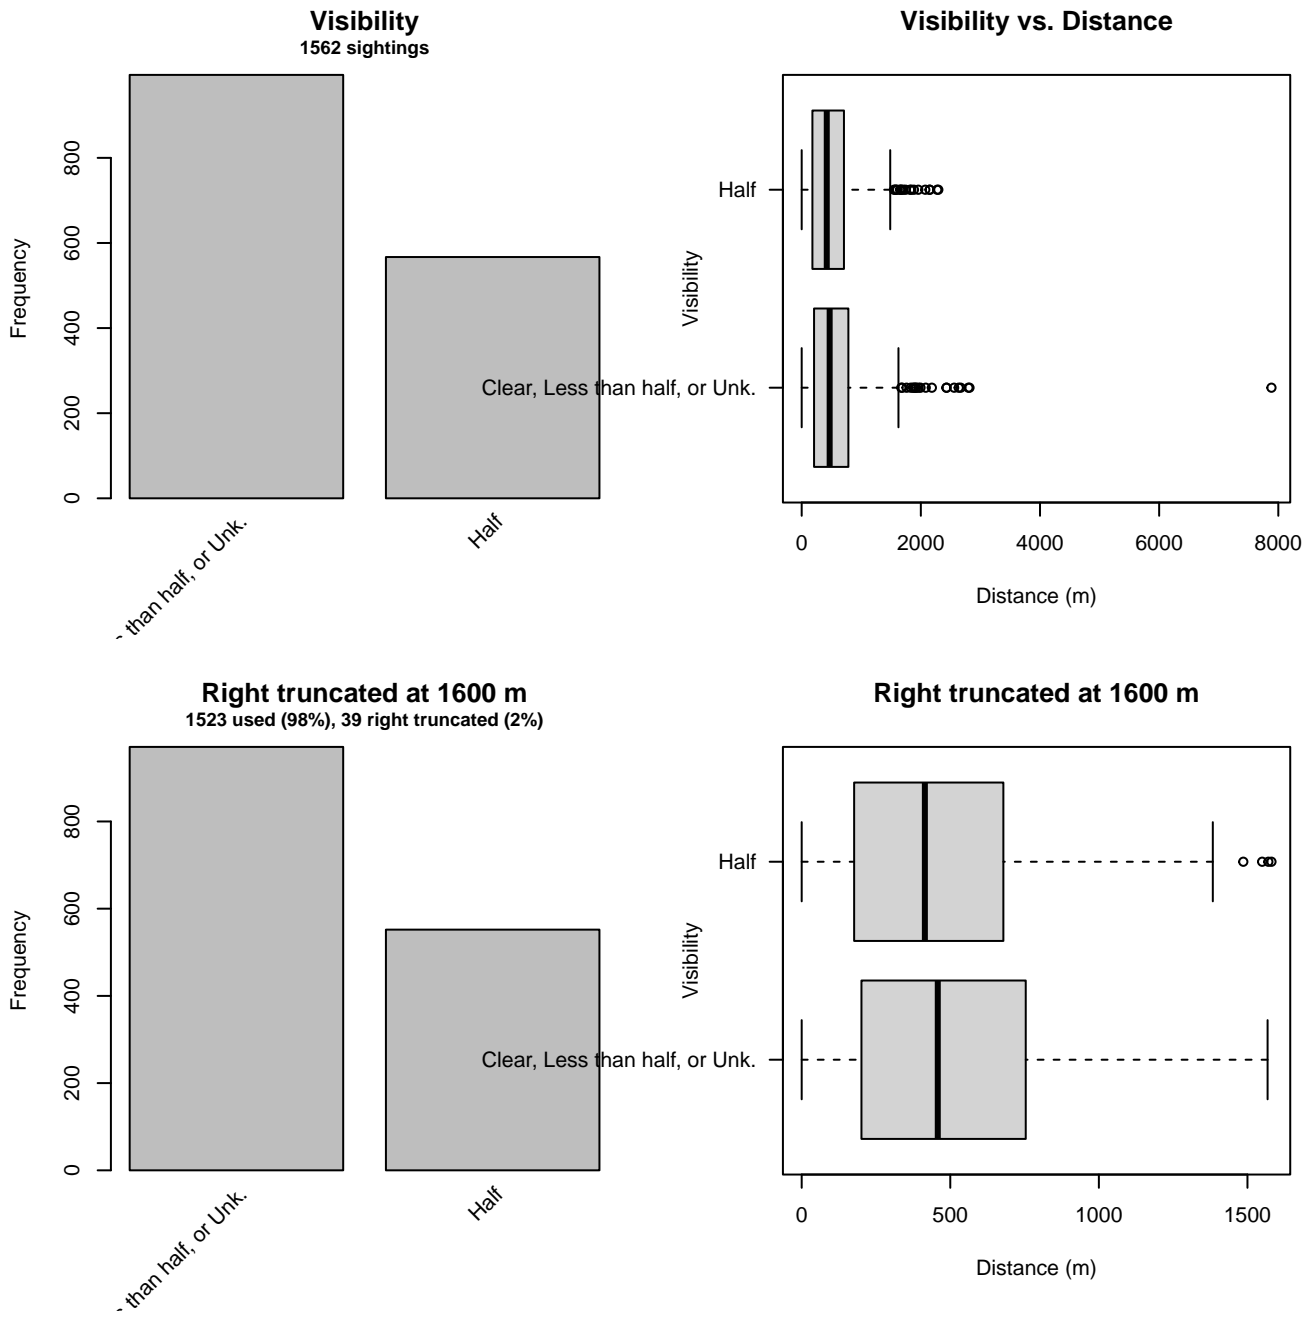 Visibility
1562 sightings
Frequency
0
200
400
600
800
than half, or Unk.
Half
Visibility vs. Distance
Visibility
Half
Clear, Less than half, or Unk.
0 2000 4000 6000 8000
Distance (m)
Right truncated at 1600 m
1523 used (98%), 39 right truncated (2%)
Frequency
0
200
400
600
800
than half, or Unk.
Half
Right truncated at 1600 m
Visibility
Half
Clear, Less than half, or Unk.
0 500 1000 1500
Distance (m)